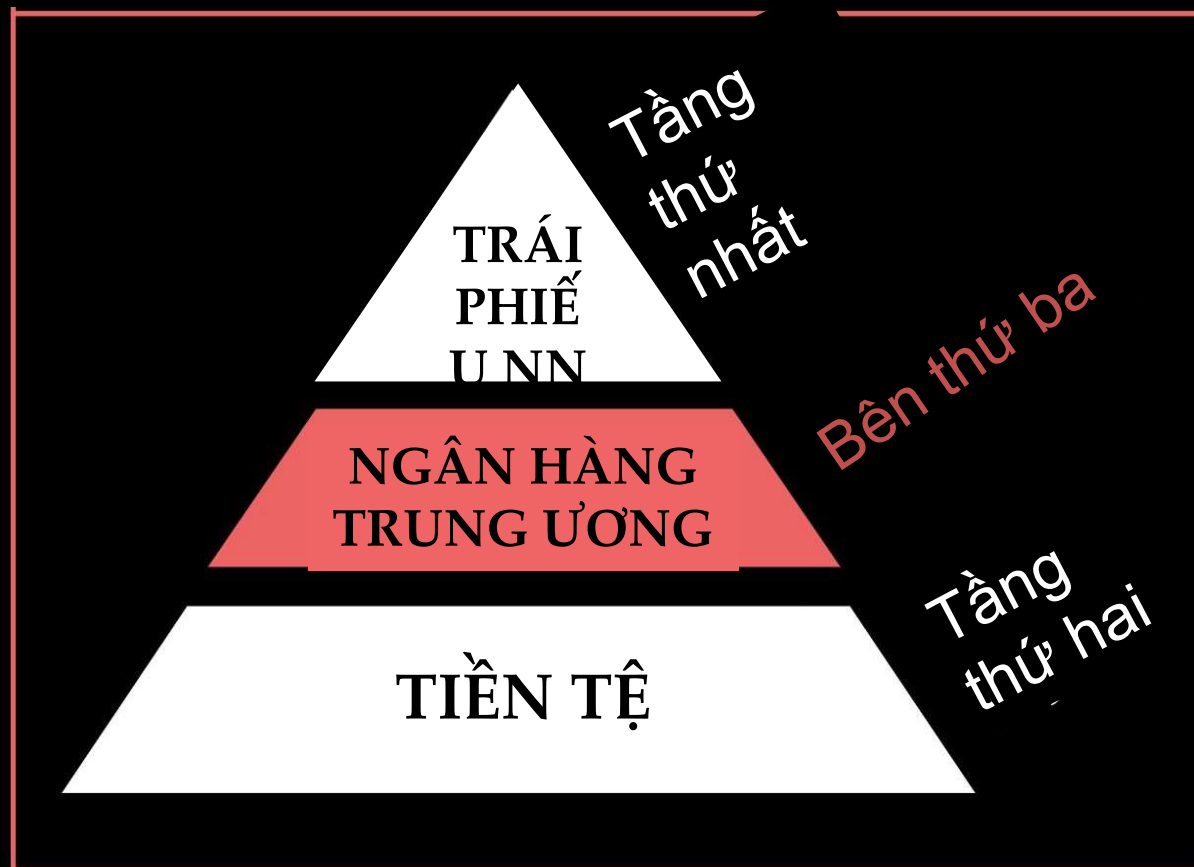 Tầng
thứ
nhất
TRÁI
PHIẾ
U NN
Bên thứ ba
NGÂN HÀNG
TRUNG ƯƠNG
Tầng
thứ hai
TIỀN TỆ